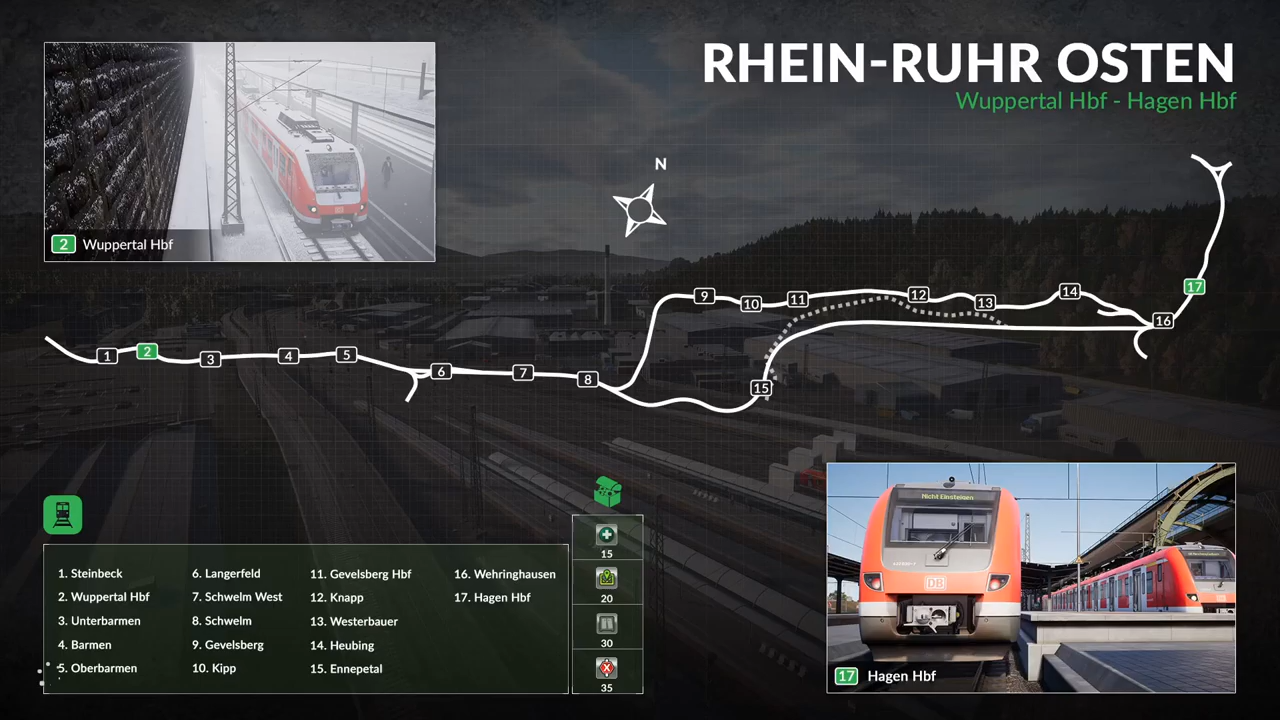 RHEIN-RUHR OSTEN
Wuppertal Hbf - Hagen Hbf
2 Wuppertal Hbf
N
1
2
3
4
5
6
7
8
9
10
11
12
13
14
15
16
17
1. Steinbeck
2. Wuppertal Hbf
3. Unterbarmen
4. Barmen
5. Oberbarmen
6. Langerfeld
7. Schwelm West
8. Schwelm
9. Gevelsberg
10. Kipp
11. Gevelsberg Hbf
12. Knapp
13. Westerbauer
14. Heubing
15. Ennepetal
16. Wehringhausen
17. Hagen Hbf
15
20
30
35
Nicht Einsteigen
DB
17 Hagen Hbf